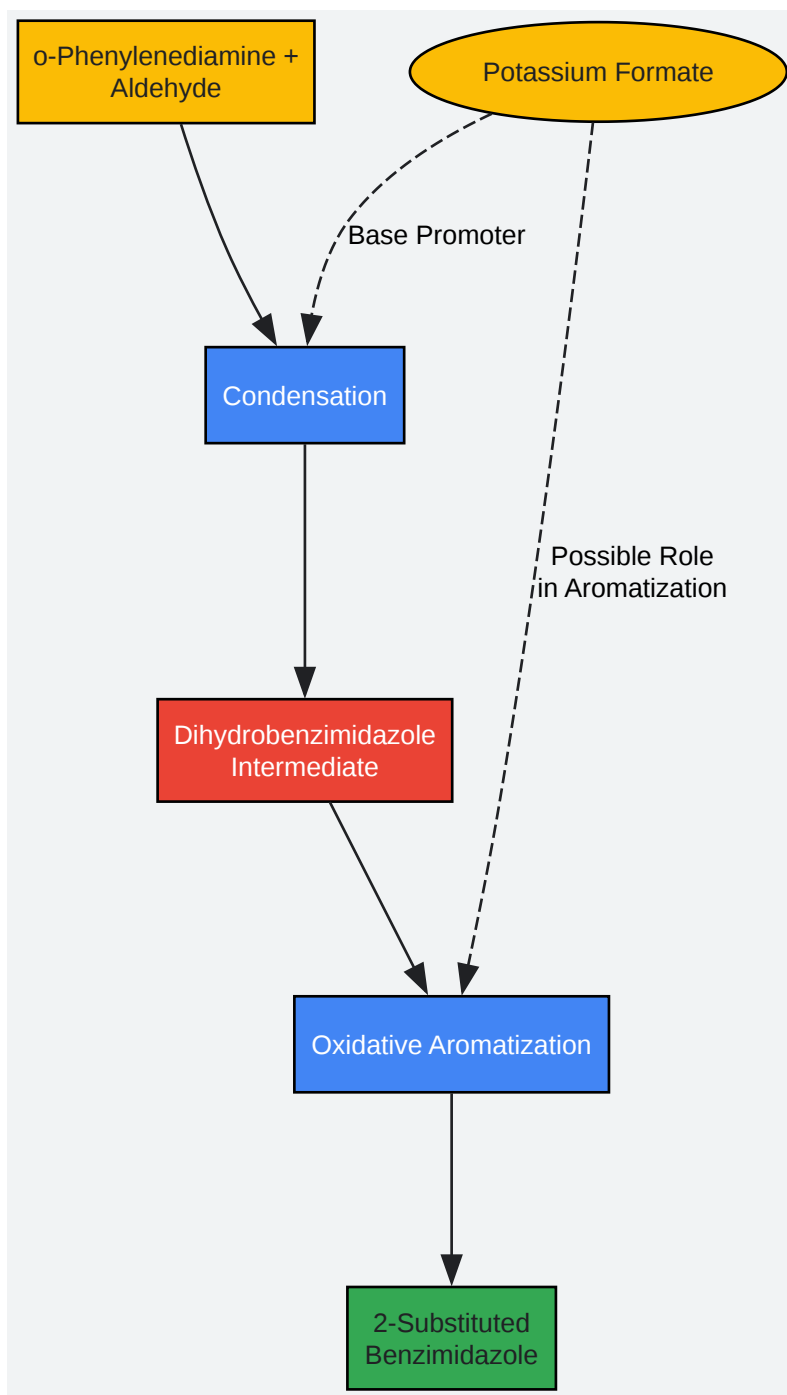 o-Phenylenediamine +
Aldehyde
Potassium Formate
Base Promoter
Condensation
Possible Role
in Aromatization
Dihydrobenzimidazole
Intermediate
Oxidative Aromatization
2-Substituted
Benzimidazole